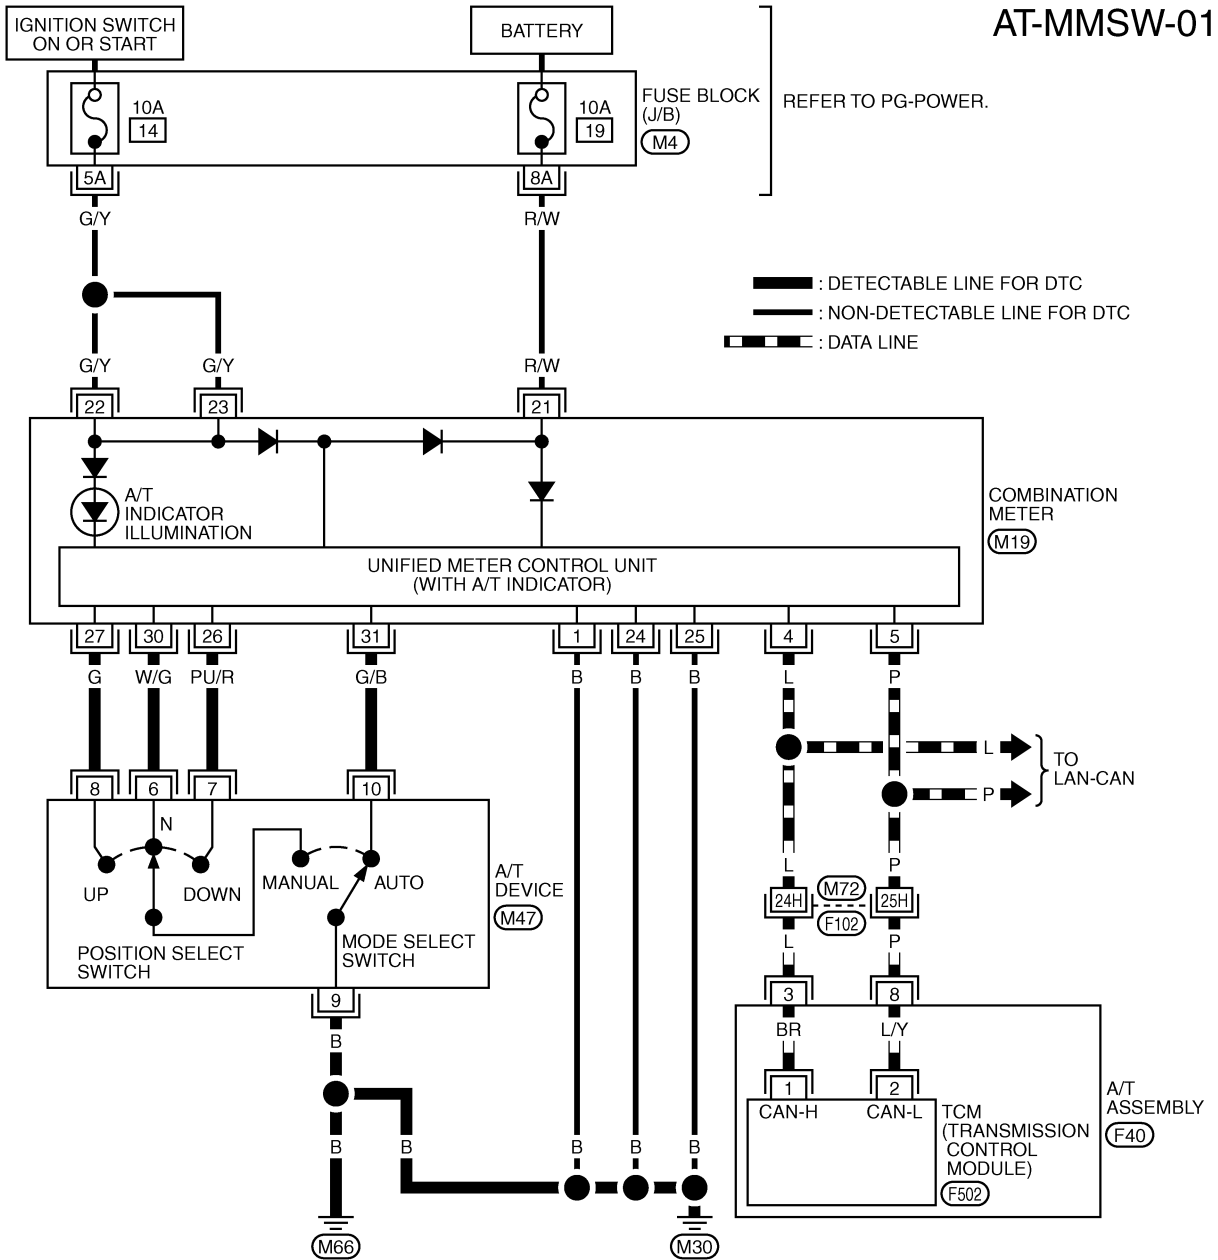 AT-MMSW-01
IGNITION SWITCH
ON OR START
BATTERY
10A
14
10A
19
FUSE BLOCK
(J/B)
M4
REFER TO PG-POWER.
5A
8A
G/Y
R/W
: DETECTABLE LINE FOR DTC
: NON-DETECTABLE LINE FOR DTC
: DATA LINE
G/Y
G/Y
R/W
22
23
21
A/T
INDICATOR
ILLUMINATION
COMBINATION
METER
M19
UNIFIED METER CONTROL UNIT
(WITH A/T INDICATOR)
27
30
26
31
1
24
25
4
5
G
W/G
PU/R
G/B
B
B
B
L
P
L
P
TO
LAN-CAN
8
6
7
10
N
UP
DOWN
MANUAL
AUTO
POSITION SELECT
SWITCH
MODE SELECT
SWITCH
A/T
DEVICE
M47
L
P
24H
M72
F102
25H
L
P
9
3
8
B
BR
L/Y
1
2
CAN-H
CAN-L
TCM
(TRANSMISSION
CONTROL
MODULE)
F502
A/T
ASSEMBLY
F40
B
B
B
B
B
M66
M30